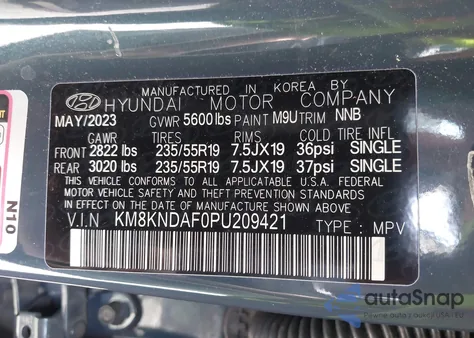 MANUFACTURED IN KOREA BY
HYUNDAI MOTOR COMPANY
MAY/2023 GVWR 5600 lbs PAINT M9U TRIM NNB
GAWR TIRES RIMS COLD TIRE INFL
FRONT 2822 lbs 235/55R19 7.5JX19 36psi SINGLE
REAR 3020 lbs 235/55R19 7.5JX19 37psi SINGLE
THIS VEHICLE CONFORMS TO ALL APPLICABLE U.S.A. FEDERAL
MOTOR VEHICLE SAFETY AND THEFT PREVENTION STANDARDS
IN EFFECT ON THE DATE OF MANUFACTURE SHOWN ABOVE.
V.I.N KM8KNDAF0PU209421 TYPE : MPV
N10
autoSnap